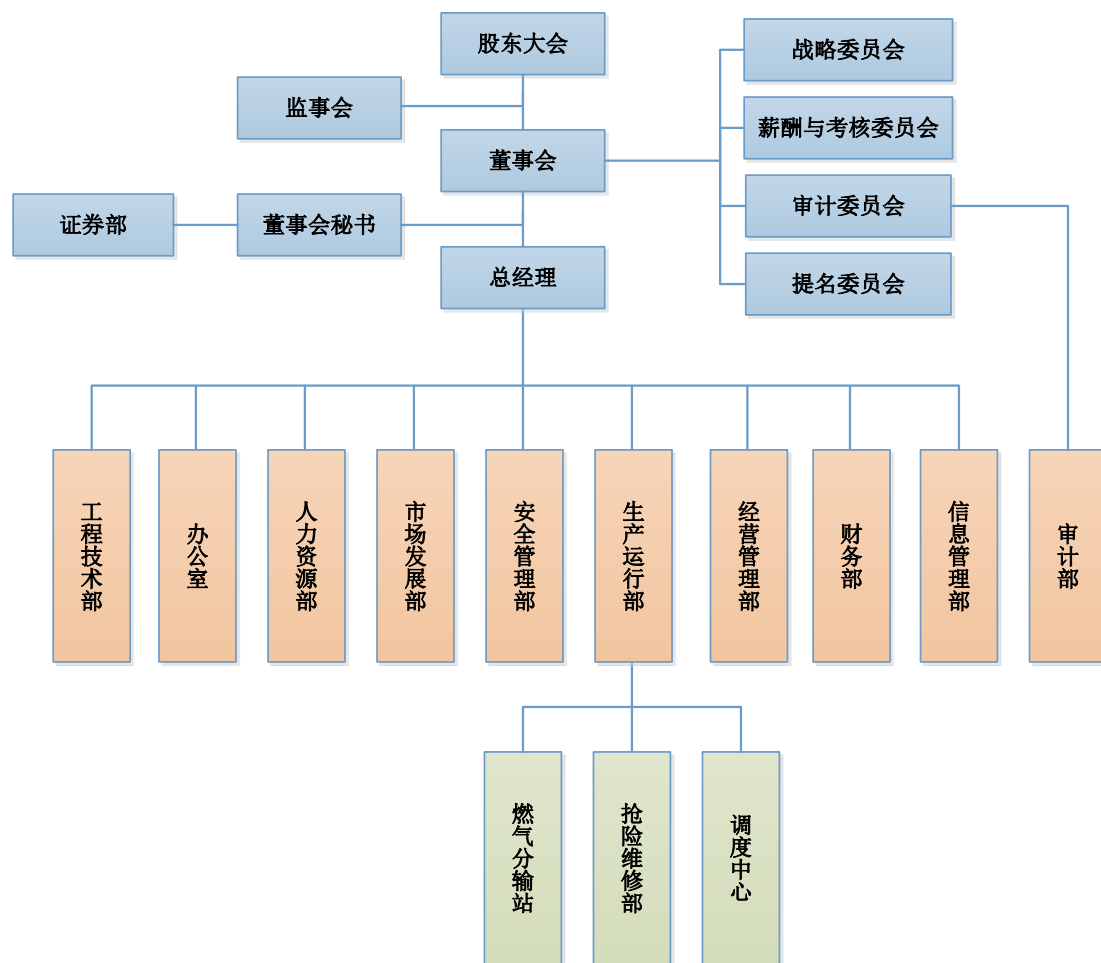 股东大会
战略委员会
监事会
薪酬与考核委员会
董事会
证券部
董事会秘书
审计委员会
总经理
提名委员会
工程技术部
办公室
人力资源部
市场发展部
安全管理部
生产运行部
经营管理部
财务部
信息管理部
审计部
燃气分输站
抢险维修部
调度中心